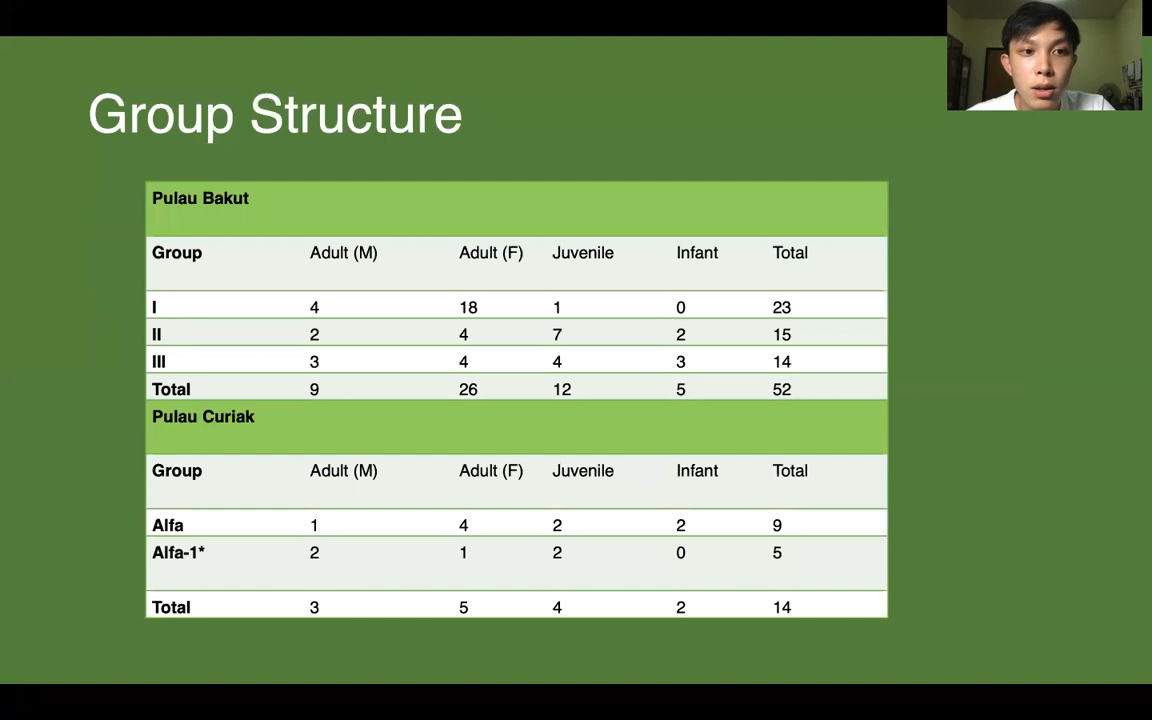 Group Structure
Pulau Bakut
Group Adult (M) Adult (F) Juvenile Infant Total
I 4 18 1 0 23
II 2 4 7 2 15
III 3 4 4 3 14
Total 9 26 12 5 52
Pulau Curiak
Group Adult (M) Adult (F) Juvenile Infant Total
Alfa 1 4 2 2 9
Alfa-1* 2 1 2 0 5
Total 3 5 4 2 14